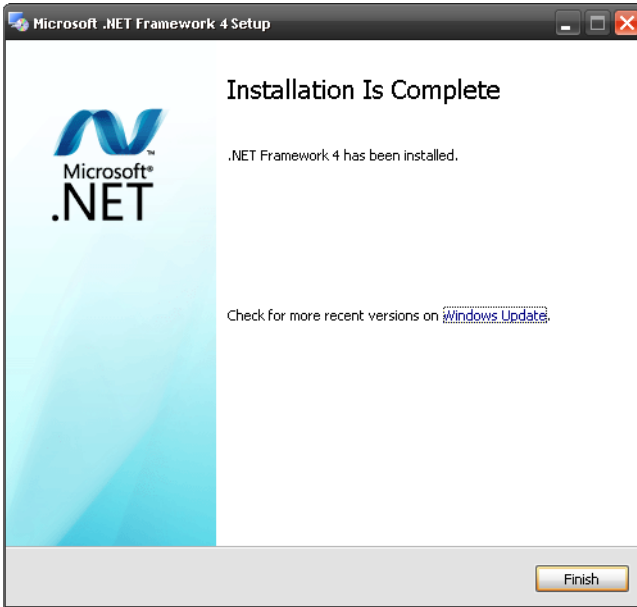 Microsoft .NET Framework 4 Setup
Installation Is Complete
.NET Framework 4 has been installed.
Microsoft®
.NET™
Check for more recent versions on Windows Update.
Finish